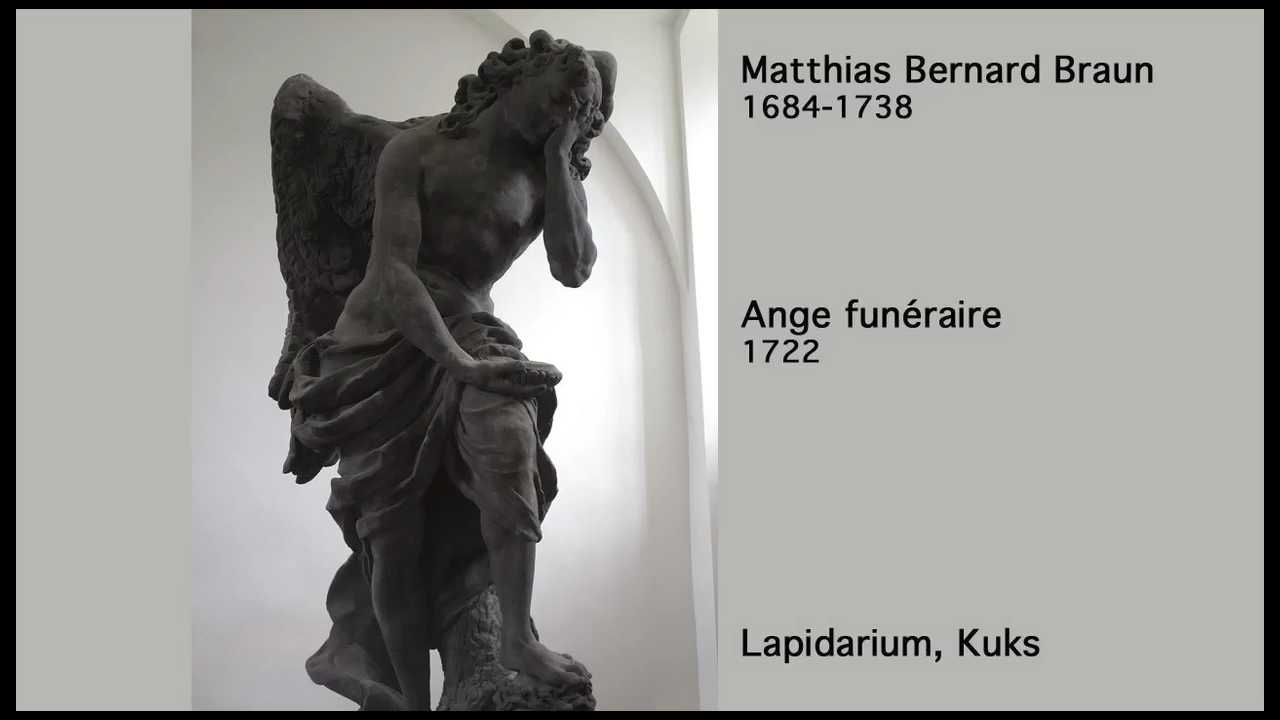 Matthias Bernard Braun
1684-1738
Ange funéraire
1722
Lapidarium, Kuks